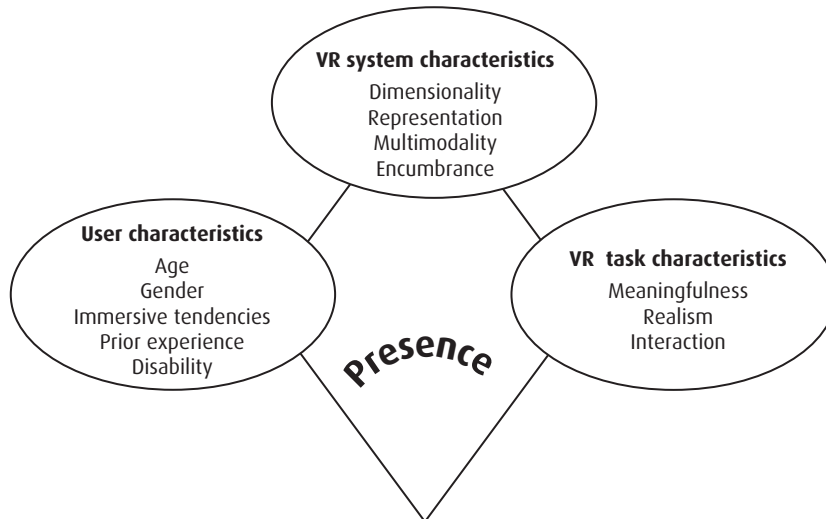 VR system characteristics
Dimensionality
Representation
Multimodality
Encumbrance
User characteristics
Age
Gender
Immersive tendencies
Prior experience
Disability
VR task characteristics
Meaningfulness
Realism
Interaction
Presence